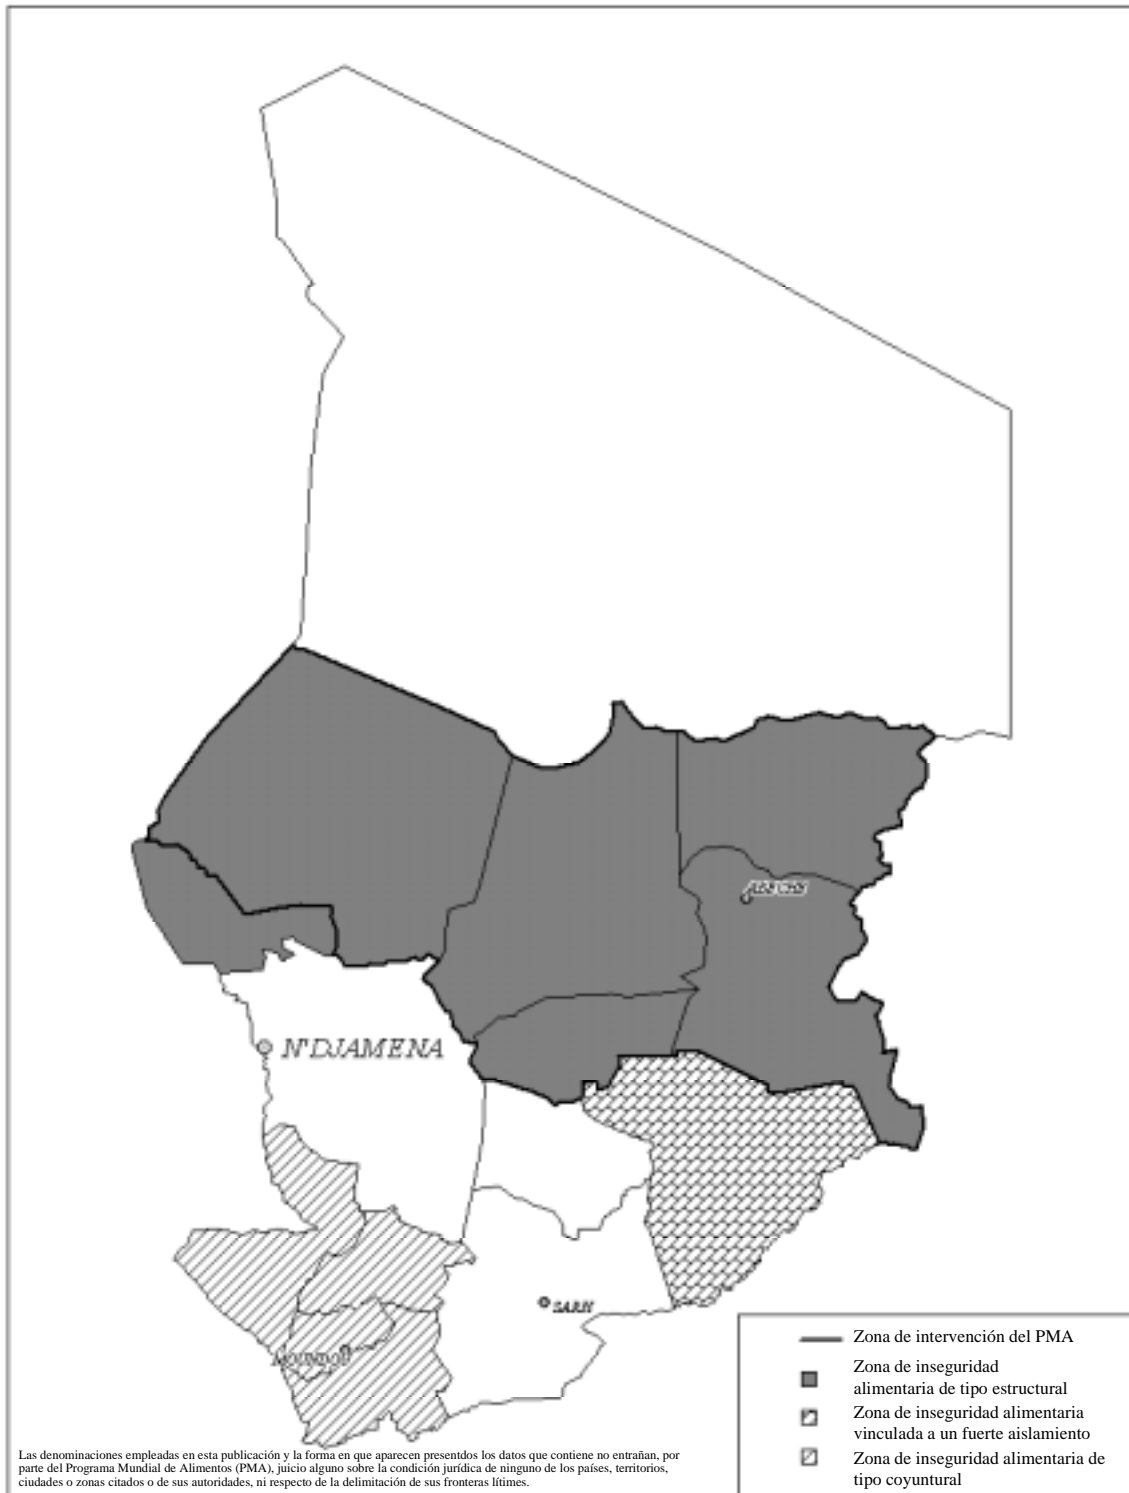 ABECHE
N'DJAMENA
SARH
MOUNDOU
Zona de intervención del PMA
Zona de inseguridad
alimentaria de tipo estructural
Zona de inseguridad alimentaria
vinculada a un fuerte aislamiento
Zona de inseguridad alimentaria de
tipo coyuntural
Las denominaciones empleadas en esta publicación y la forma en que aparecen presentdos los datos que contiene no entrañan, por
parte del Programa Mundial de Alimentos (PMA), juicio alguno sobre la condición jurídica de ninguno de los países, territorios,
ciudades o zonas citados o de sus autoridades, ni respecto de la delimitación de sus fronteras lítimes.